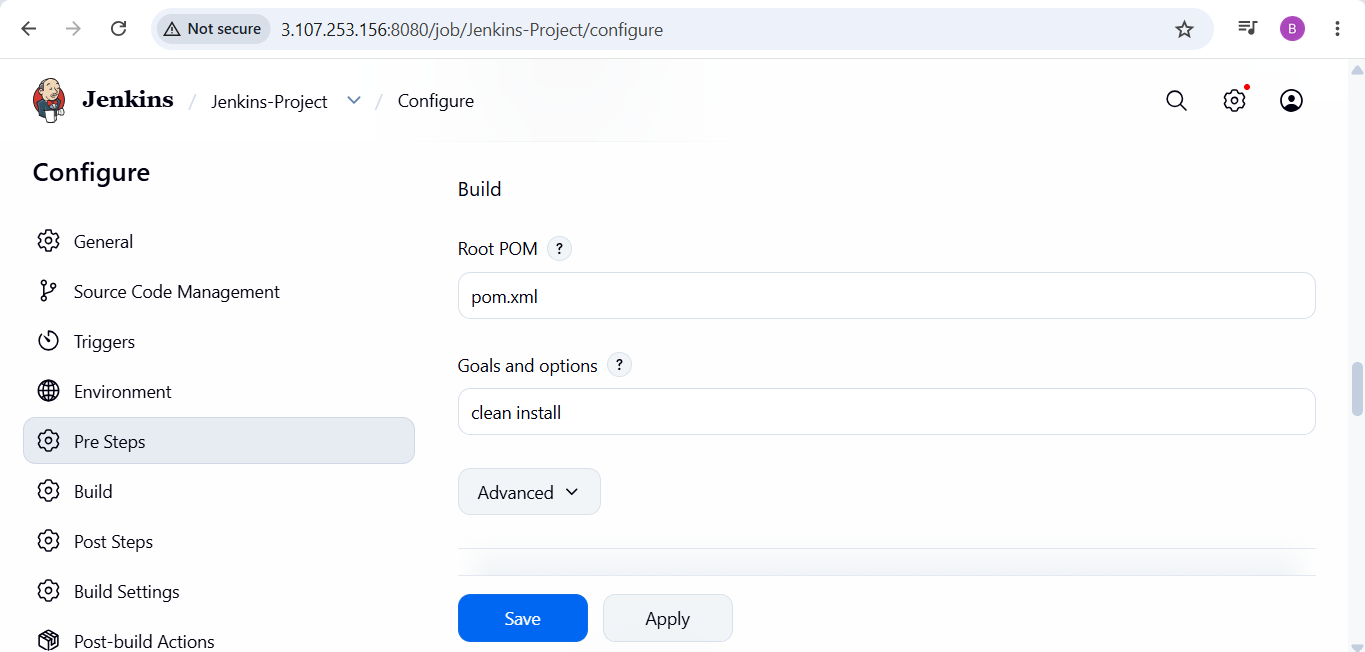 Not secure 3.107.253.156:8080/job/Jenkins-Project/configure B
Jenkins / Jenkins-Project / Configure
Configure
General
Source Code Management
Triggers
Environment
Pre Steps
Build
Post Steps
Build Settings
Post-build Actions
Build
Root POM ?
pom.xml
Goals and options ?
clean install
Advanced
Save Apply